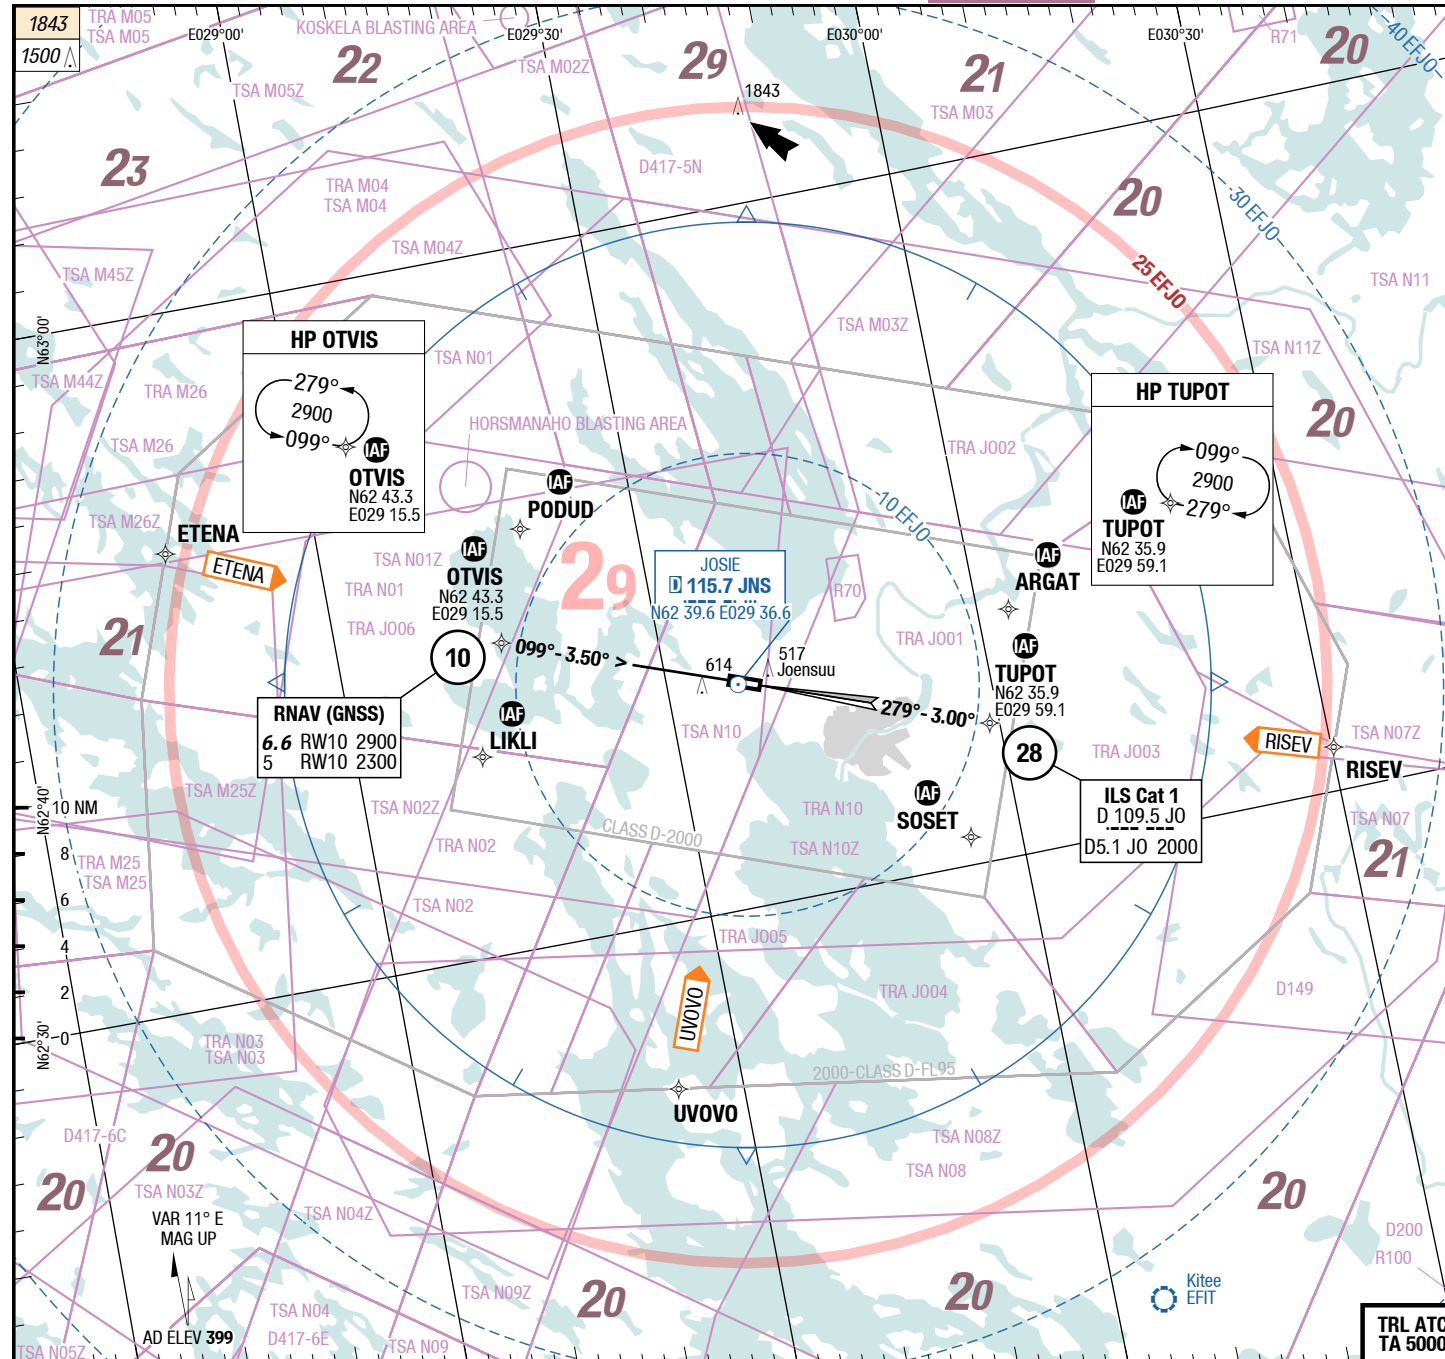 1843
1500
TRA M05
TSA M05
E029°00'
KOSKELA BLASTING AREA
E029°30'
E030°00'
E030°30'
R71
40 EFJO
20
22
29
21
TSA M02Z
TSA M05Z
1843
TSA M03
23
D417-5N
TRA M04
TSA M04
20
30 EFJO
TSA M04Z
25 EFJO
TSA M45Z
TSA N11
N63°00'
HP OTVIS
279°
2900
099°
IAF
OTVIS
N62 43.3
E029 15.5
TSA M03Z
TSA N01
TSA N11Z
TSA M44Z
TRA M26
HP TUPOT
099°
2900
279°
IAF
TUPOT
N62 35.9
E029 59.1
20
HORSMANAHO BLASTING AREA
TSA M26
TRA J002
IAF
PODUD
10 EFJO
TSA M26Z
ETENA
ETENA
TSA N01Z
IAF
OTVIS
N62 43.3
E029 15.5
29
JOSIE
D 115.7 JNS
N62 39.6 E029 36.6
R70
IAF
ARGAT
TRA N01
TRA J006
21
TRA J001
IAF
TUPOT
N62 35.9
E029 59.1
10
099°- 3.50° >
614
517
Joensuu
279°- 3.00°
RNAV (GNSS)
6.6 RW10 2900
5 RW10 2300
IAF
LIKLI
TSA N10
28
TRA J003
RISEV
RISEV
TSA N07Z
TSA M25Z
TSA N02Z
N62°40'
10 NM
8
6
4
2
0
IAF
SOSET
TRA N10
ILS Cat 1
D 109.5 JO
D5.1 JO 2000
TSA N07
21
CLASS D-2000
TRA N02
TSA N10Z
TRA M25
TSA M25
TSA N02
TRA J005
UVOVO
TRA J004
D149
N62°30'
TRA N03
TSA N03
2000-CLASS D-FL95
UVOVO
D417-6C
20
TSA N08Z
TSA N08
20
TSA N03Z
20
TSA N04Z
VAR 11° E
MAG UP
D200
R100
Kitee
EFIT
20
20
TSA N09Z
TSA N04
D417-6E
AD ELEV 399
TSA N05Z
TSA N09
TRL ATC
TA 5000